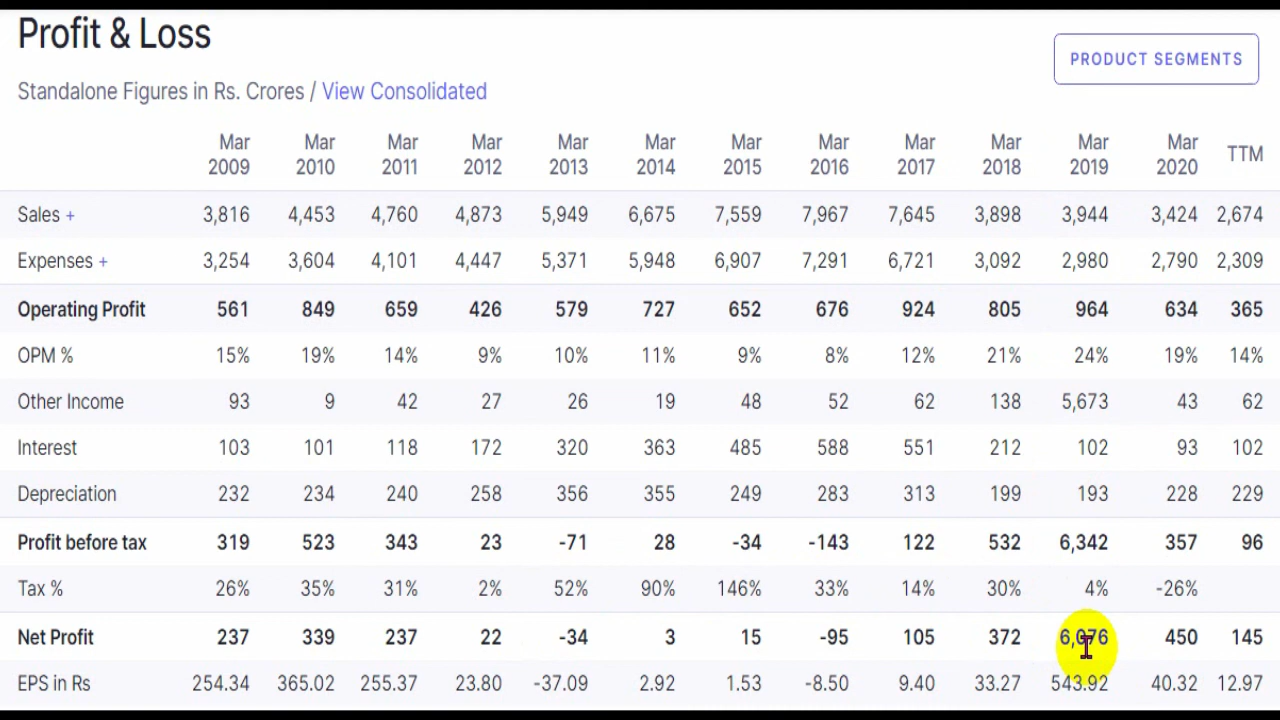 Profit & Loss
PRODUCT SEGMENTS
Standalone Figures in Rs. Crores / View Consolidated
Mar 2009 Mar 2010 Mar 2011 Mar 2012 Mar 2013 Mar 2014 Mar 2015 Mar 2016 Mar 2017 Mar 2018 Mar 2019 Mar 2020 TTM
Sales + 3,816 4,453 4,760 4,873 5,949 6,675 7,559 7,967 7,645 3,898 3,944 3,424 2,674
Expenses + 3,254 3,604 4,101 4,447 5,371 5,948 6,907 7,291 6,721 3,092 2,980 2,790 2,309
Operating Profit 561 849 659 426 579 727 652 676 924 805 964 634 365
OPM % 15% 19% 14% 9% 10% 11% 9% 8% 12% 21% 24% 19% 14%
Other Income 93 9 42 27 26 19 48 52 62 138 5,673 43 62
Interest 103 101 118 172 320 363 485 588 551 212 102 93 102
Depreciation 232 234 240 258 356 355 249 283 313 199 193 228 229
Profit before tax 319 523 343 23 -71 28 -34 -143 122 532 6,342 357 96
Tax % 26% 35% 31% 2% 52% 90% 146% 33% 14% 30% 4% -26%
Net Profit 237 339 237 22 -34 3 15 -95 105 372 6,076 450 145
EPS in Rs 254.34 365.02 255.37 23.80 -37.09 2.92 1.53 -8.50 9.40 33.27 543.92 40.32 12.97